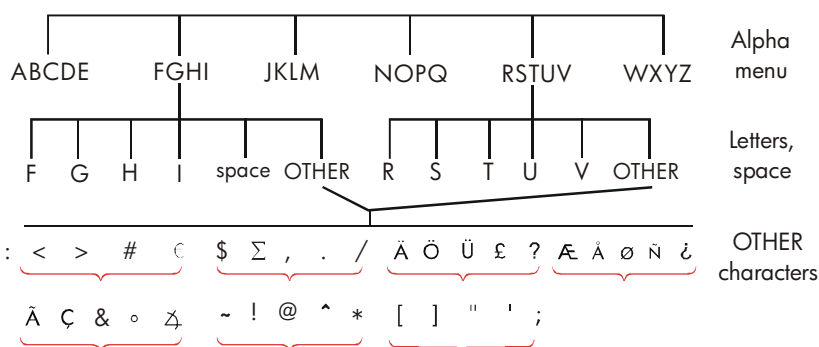 ABCDE FGHI JKLM NOPQ RSTUV WXYZ Alpha menu
F G H I space OTHER R S T U V OTHER Letters, space
: < > # € $ Σ , . / Ä Ö Ü £ ? Æ Å Ø Ñ ¿ OTHER characters
Ã Ç & ° ⦡ ~ ! @ ^ * [ ] " ' ;